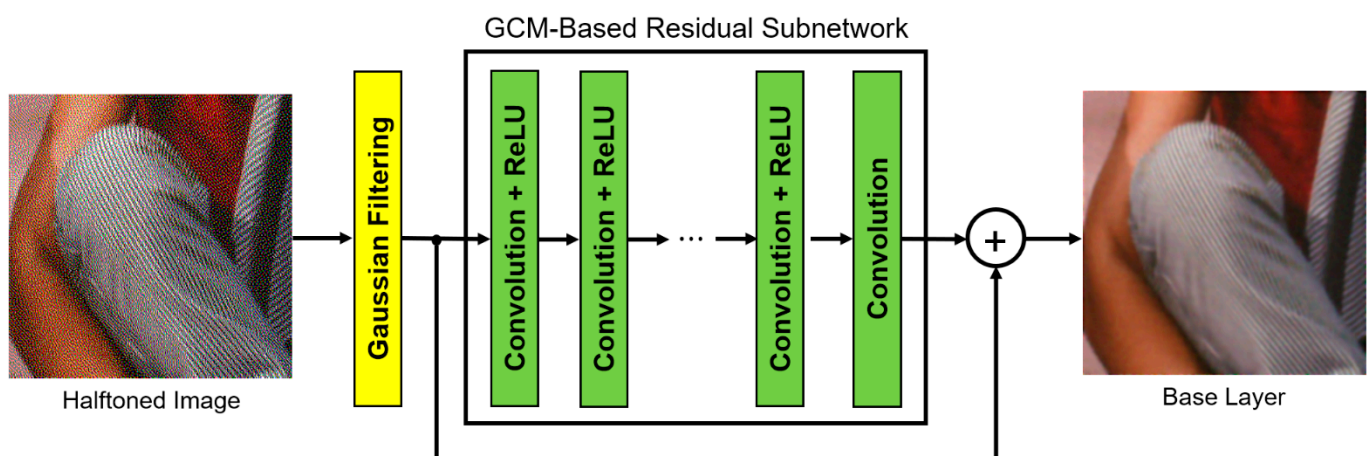 GCM-Based Residual Subnetwork
Gaussian Filtering
Convolution + ReLU
Convolution + ReLU
...
Convolution + ReLU
Convolution
+
Halftoned Image
Base Layer